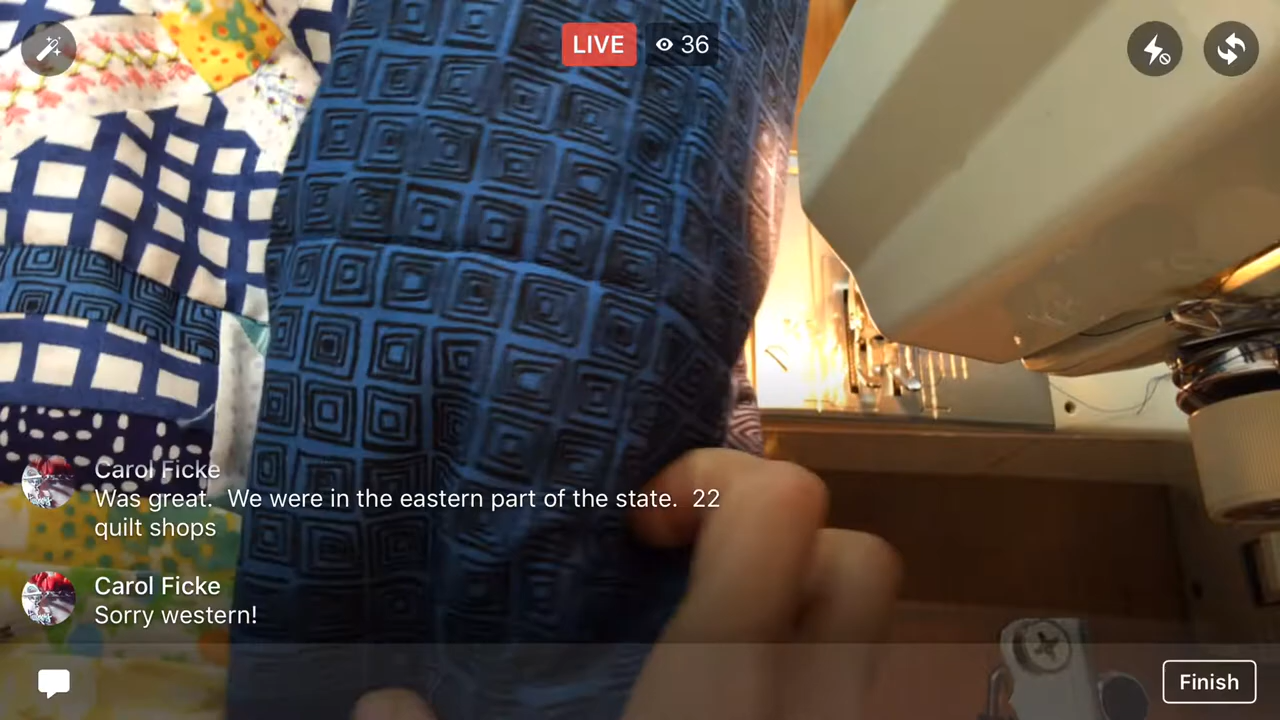 LIVE 36
Carol Ficke
Was great.  We were in the eastern part of the state.  22
quilt shops
Carol Ficke
Sorry western!
Finish